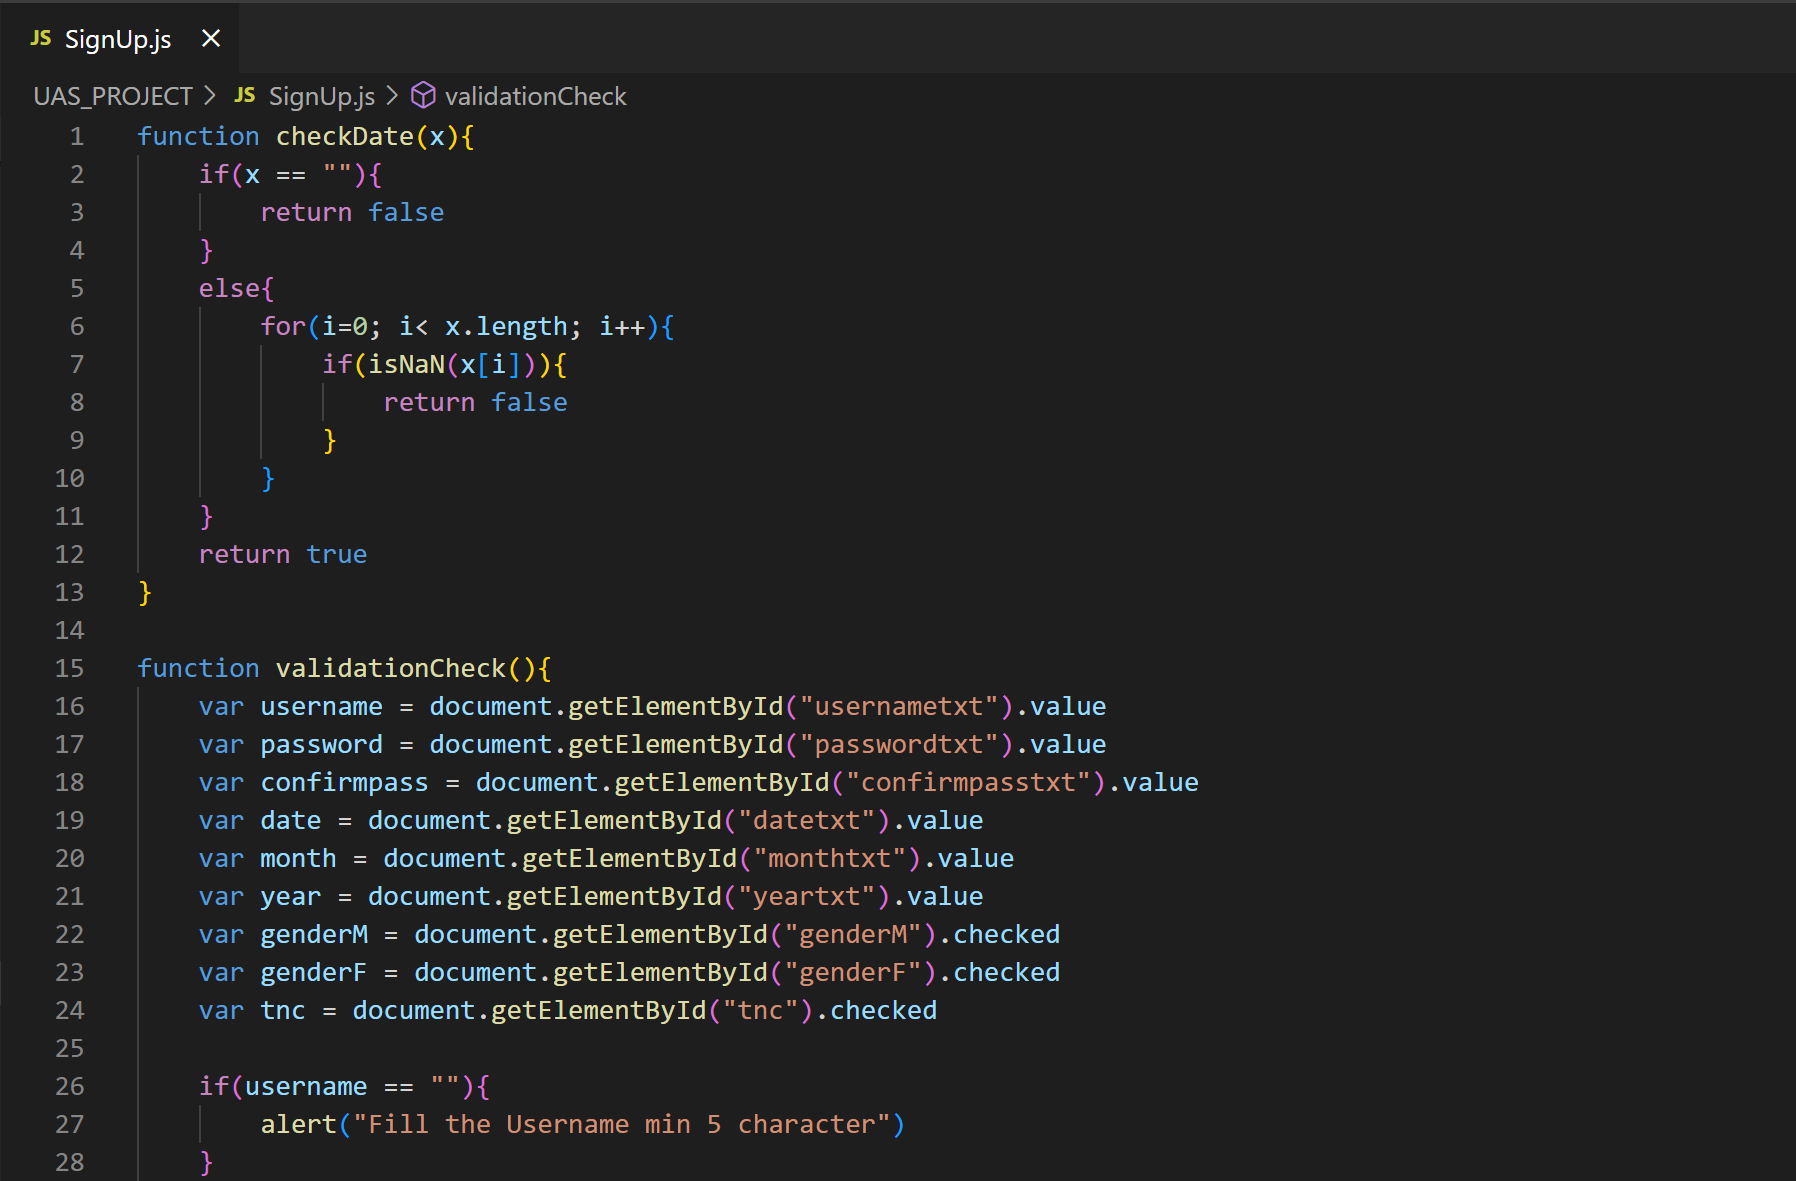 JS SignUp.js ×
UAS_PROJECT > JS SignUp.js > validationCheck
1 function checkDate(x){
2     if(x == ""){
3         return false
4     }
5     else{
6         for(i=0; i< x.length; i++){
7             if(isNaN(x[i])){
8                 return false
9             }
10         }
11     }
12     return true
13 }
14
15 function validationCheck(){
16     var username = document.getElementById("usernametxt").value
17     var password = document.getElementById("passwordtxt").value
18     var confirmpass = document.getElementById("confirmpasstxt").value
19     var date = document.getElementById("datetxt").value
20     var month = document.getElementById("monthtxt").value
21     var year = document.getElementById("yeartxt").value
22     var genderM = document.getElementById("genderM").checked
23     var genderF = document.getElementById("genderF").checked
24     var tnc = document.getElementById("tnc").checked
25
26     if(username == ""){
27         alert("Fill the Username min 5 character")
28     }